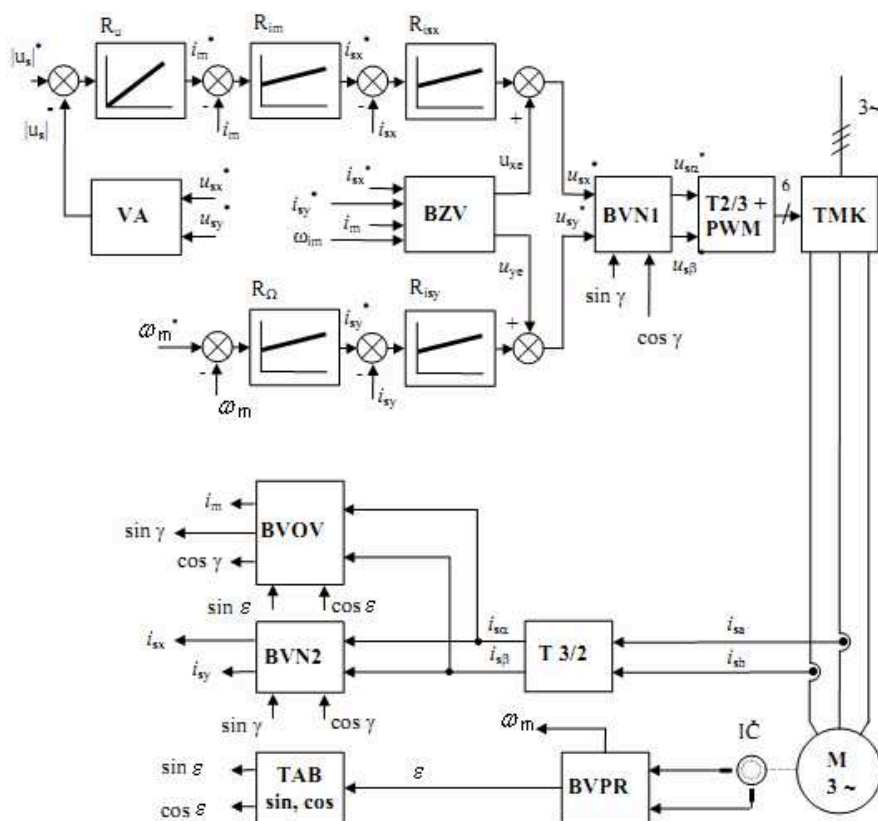 R_u
R_im
R_isx
|u_s|*
i_m*
i_sx*
-
i_m
-
i_sx
+
|u_s|
3~
VA
u_sx*
u_sy*
i_sx*
i_sy*
i_m
ω_im
BZV
u_xe
u_ye
u_sx*
u_sy*
BVN1
sin γ
cos γ
u_sα*
u_sβ*
T2/3 +
PWM
6
TMK
R_Ω
R_isy
ω_m*
-
ω_m
i_sy*
-
i_sy
+
i_m
sin γ
cos γ
BVOV
sin ε
cos ε
i_sx
i_sy
BVN2
sin γ
cos γ
i_sα
i_sβ
T 3/2
i_sa
i_sb
ω_m
IČ
M
3 ~
sin ε
cos ε
TAB
sin, cos
ε
BVPR